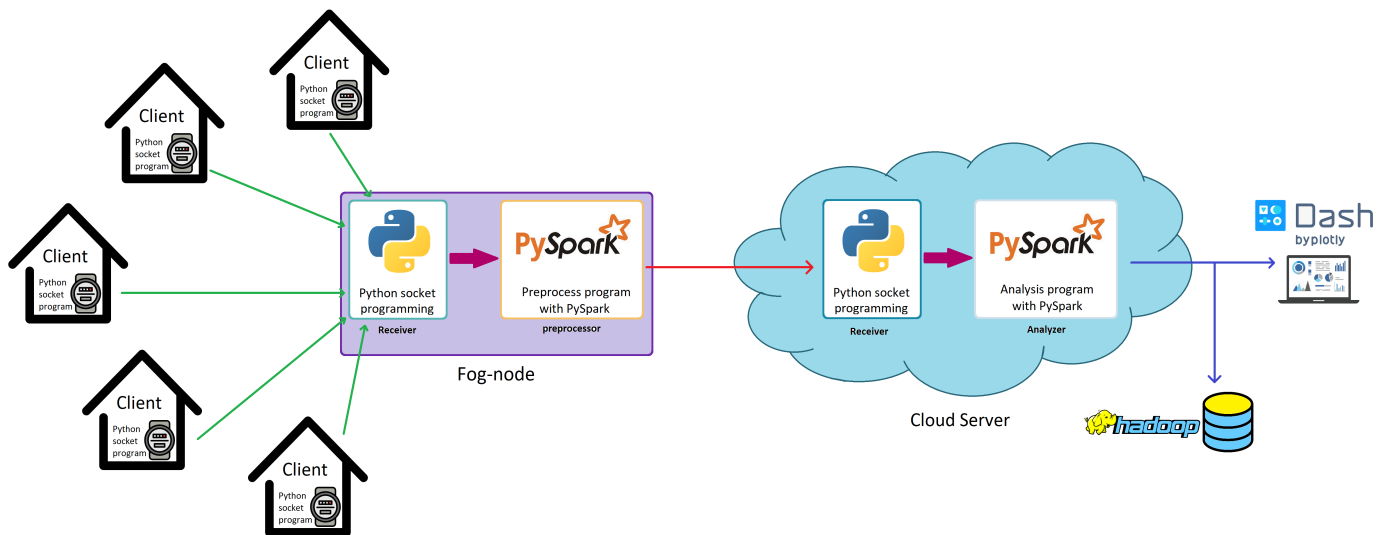 Client
Python
socket
program
Client
Python
socket
program
Client
Python
socket
program
Client
Python
socket
program
Client
Python
socket
program
PySpark
Python socket
programming
Receiver
Preprocess program
with PySpark
preprocessor
Fog-node
PySpark
Python socket
programming
Receiver
Analysis program
with PySpark
Analyzer
Cloud Server
Dash
by plotly
hadoop